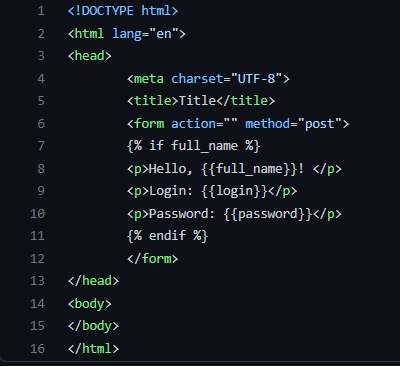 1 <!DOCTYPE html>
2 <html lang="en">
3 <head>
4 <meta charset="UTF-8">
5 <title>Title</title>
6 <form action="" method="post">
7 {% if full_name %}
8 <p>Hello, {{full_name}}! </p>
9 <p>Login: {{login}}</p>
10 <p>Password: {{password}}</p>
11 {% endif %}
12 </form>
13 </head>
14 <body>
15 </body>
16 </html>